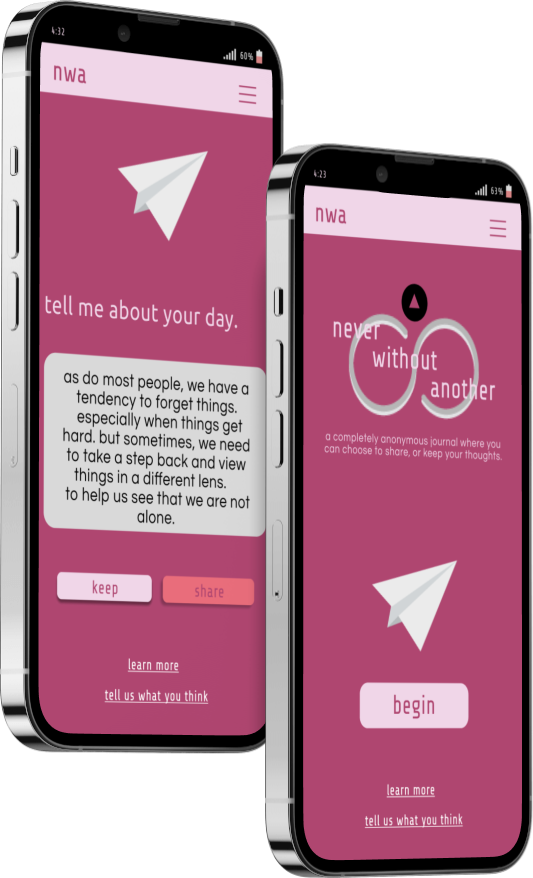 4:32
60%
nwa
tell me about your day.
as do most people, we have a
tendency to forget things.
especially when things get
hard. but sometimes, we need
to take a step back and view
things in a different lens.
to help us see that we are not
alone.
keep
share
learn more
tell us what you think
4:23
63%
nwa
never
without
another
a completely anonymous journal where you
can choose to share, or keep your thoughts.
begin
learn more
tell us what you think